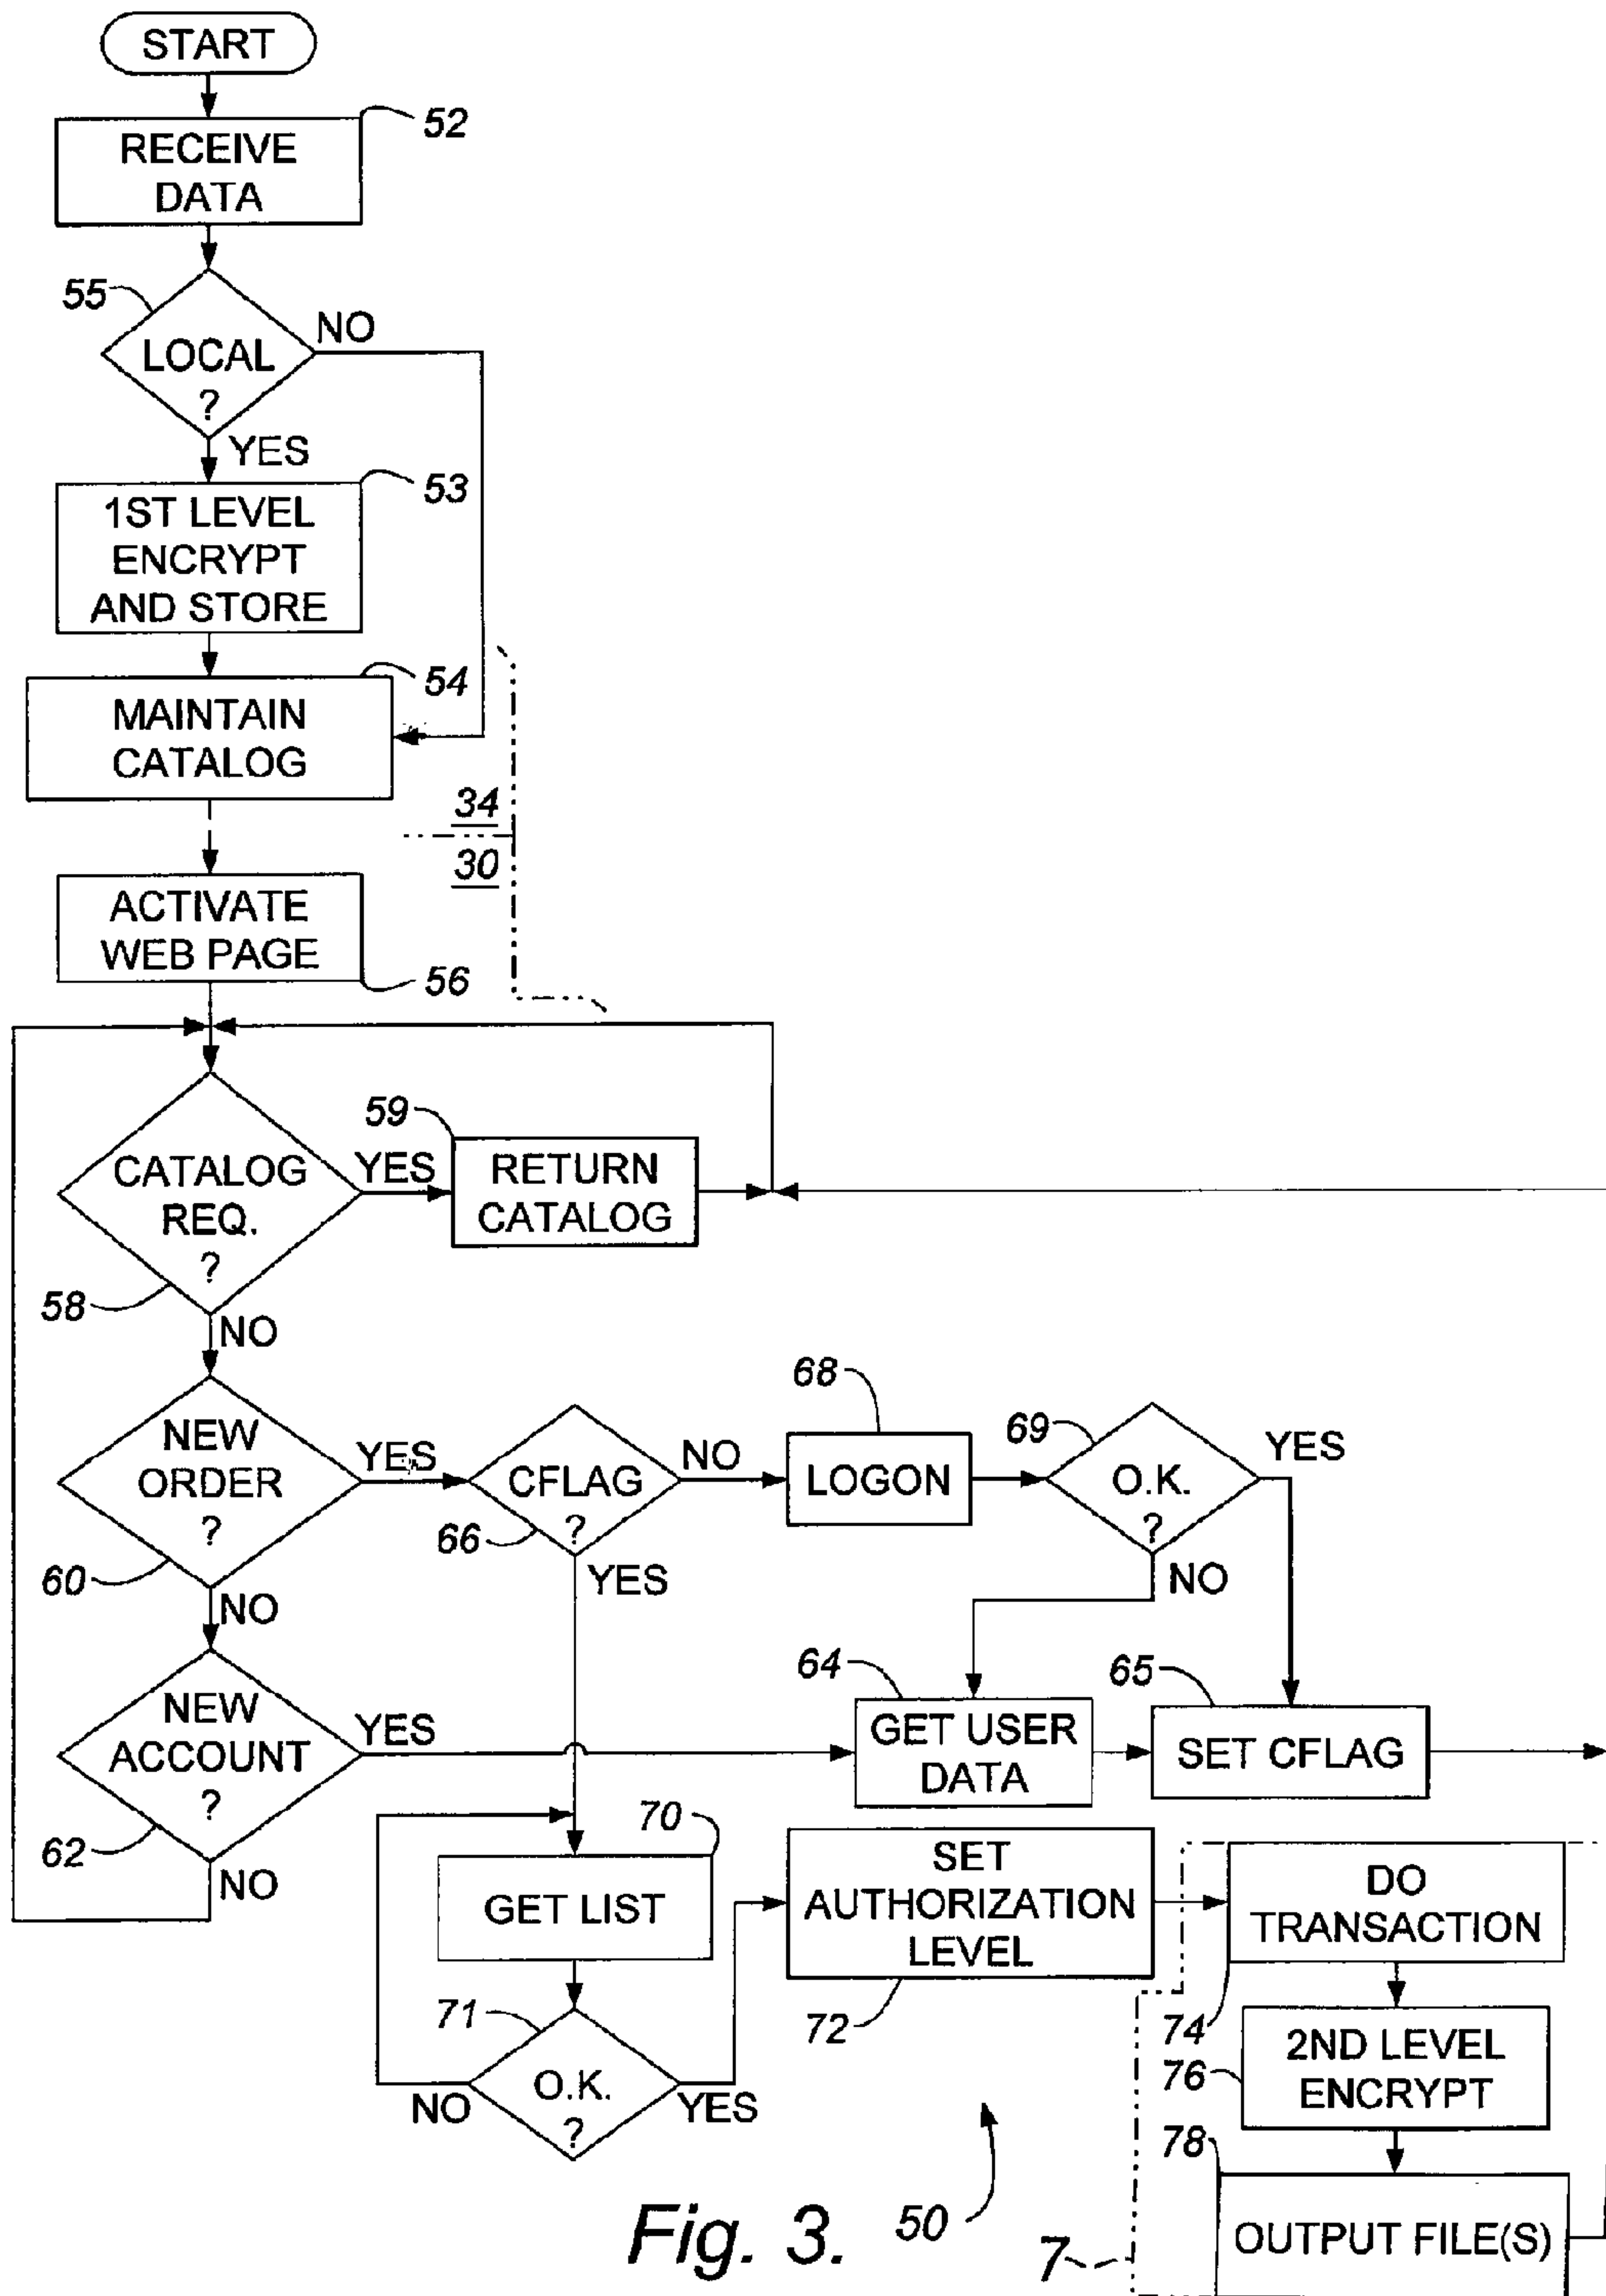 START
52
RECEIVE
DATA
55
LOCAL
?
NO
YES
53
1ST LEVEL
ENCRYPT
AND STORE
54
MAINTAIN
CATALOG
34
30
ACTIVATE
WEB PAGE
56
CATALOG
REQ.
?
58
YES
59
RETURN
CATALOG
NO
NEW
ORDER
?
60
YES
CFLAG
?
66
NO
68
LOGON
69
O.K.
?
YES
NO
YES
NO
NEW
ACCOUNT
?
62
YES
64
GET USER
DATA
65
SET CFLAG
NO
70
GET LIST
71
O.K.
?
NO
YES
SET
AUTHORIZATION
LEVEL
72
DO
TRANSACTION
74
2ND LEVEL
ENCRYPT
76
78
OUTPUT FILE(S)
Fig. 3.
50
7